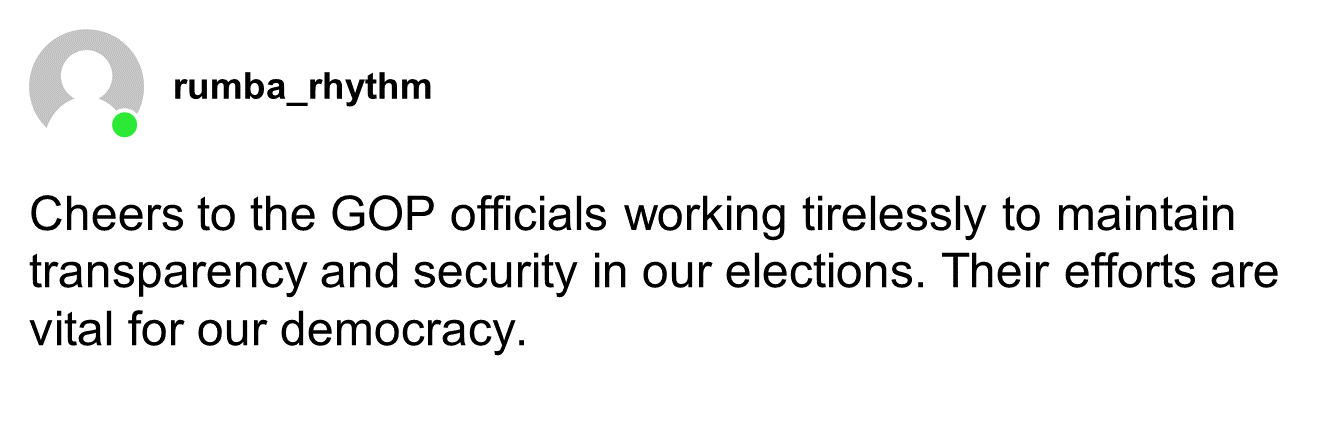 rumba_rhythm
Cheers to the GOP officials working tirelessly to maintain
transparency and security in our elections. Their efforts are
vital for our democracy.